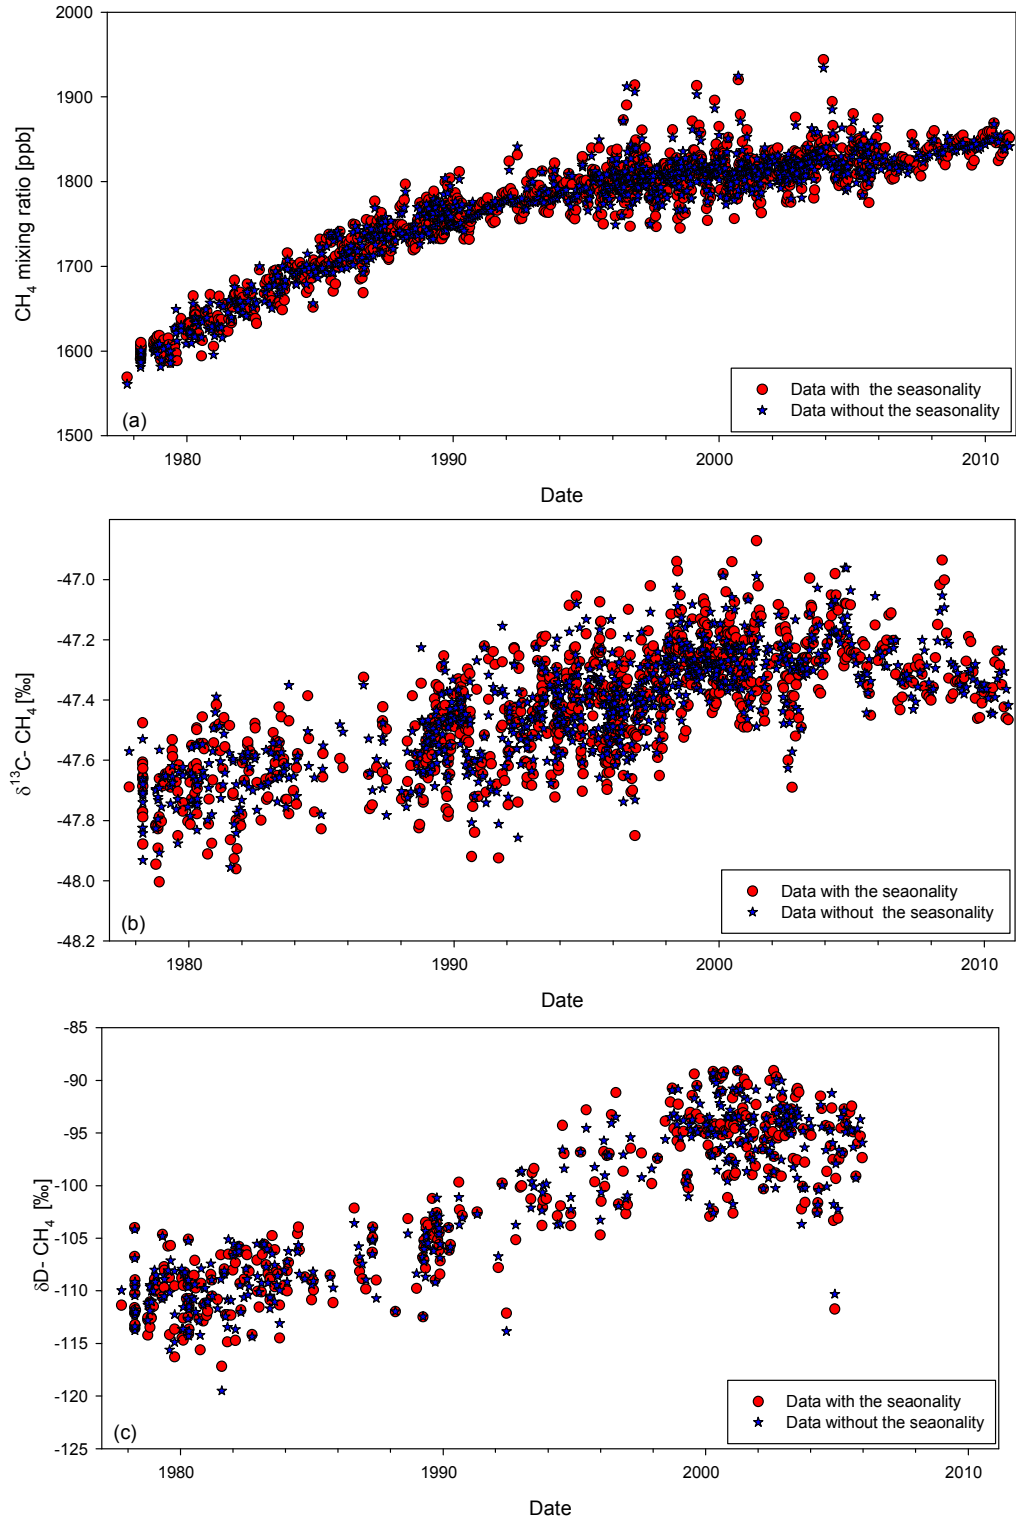 2000
1900
1800
1700
1600
1500
CH4 mixing ratio [ppb]
(a)
Data with  the seasonality
Data without the seasonality
1980 1990 2000 2010
Date
-47.0
-47.2
-47.4
-47.6
-47.8
-48.0
-48.2
δ13C- CH4 [‰]
(b)
Data with the seaonality
Data without  the seasonality
1980 1990 2000 2010
Date
-85
-90
-95
-100
-105
-110
-115
-120
-125
δD- CH4 [‰]
(c)
Data with the seaonality
Data without the seaonality
1980 1990 2000 2010
Date